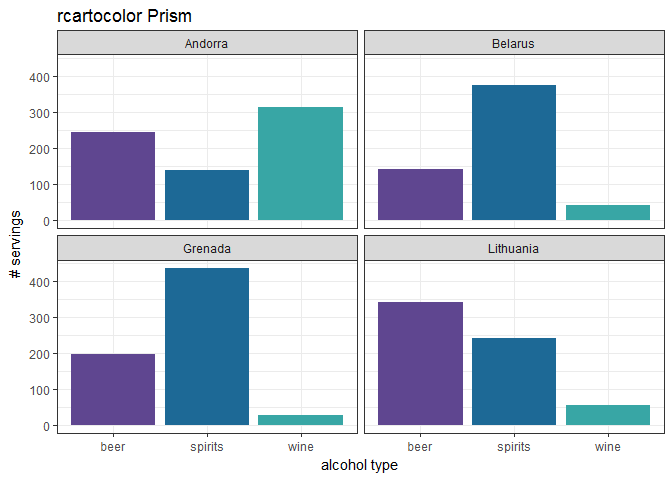 rcartocolor Prism
Andorra
Belarus
400
300
200
100
0
Grenada
Lithuania
400
300
200
100
0
# servings
beer
spirits
wine
beer
spirits
wine
alcohol type